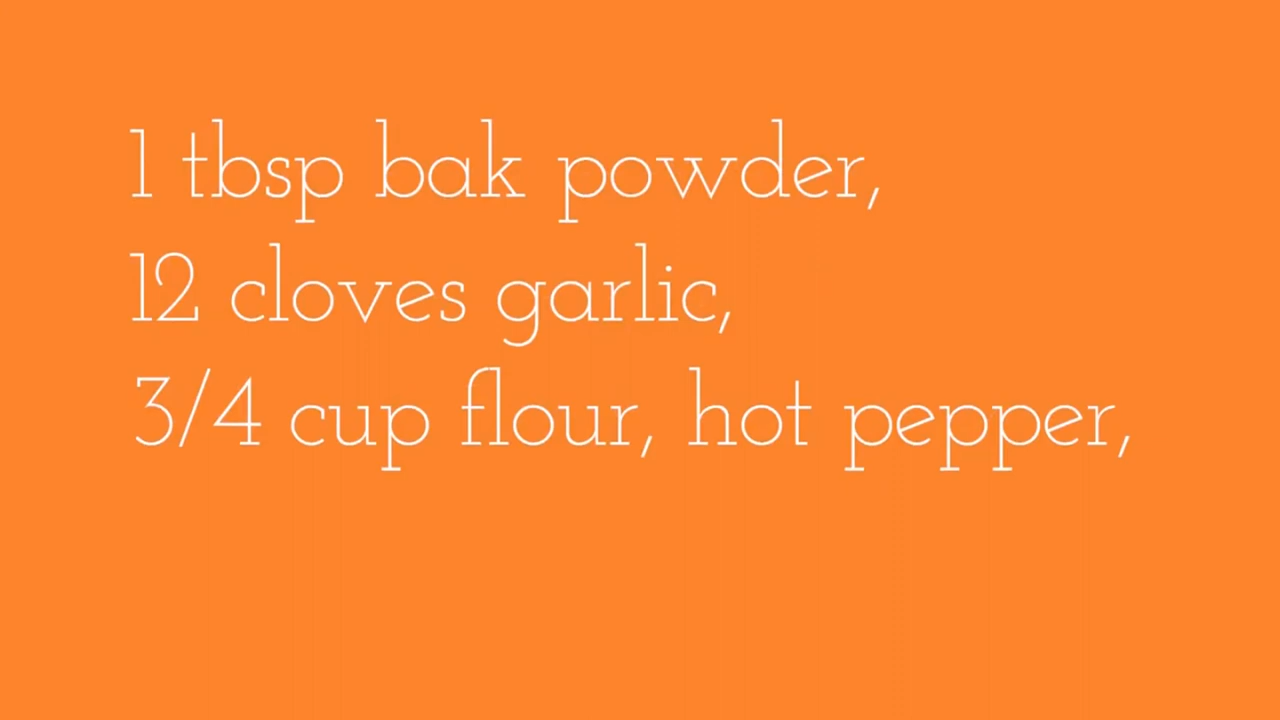 1 tbsp bak powder,
12 cloves garlic,
3/4 cup flour, hot pepper,